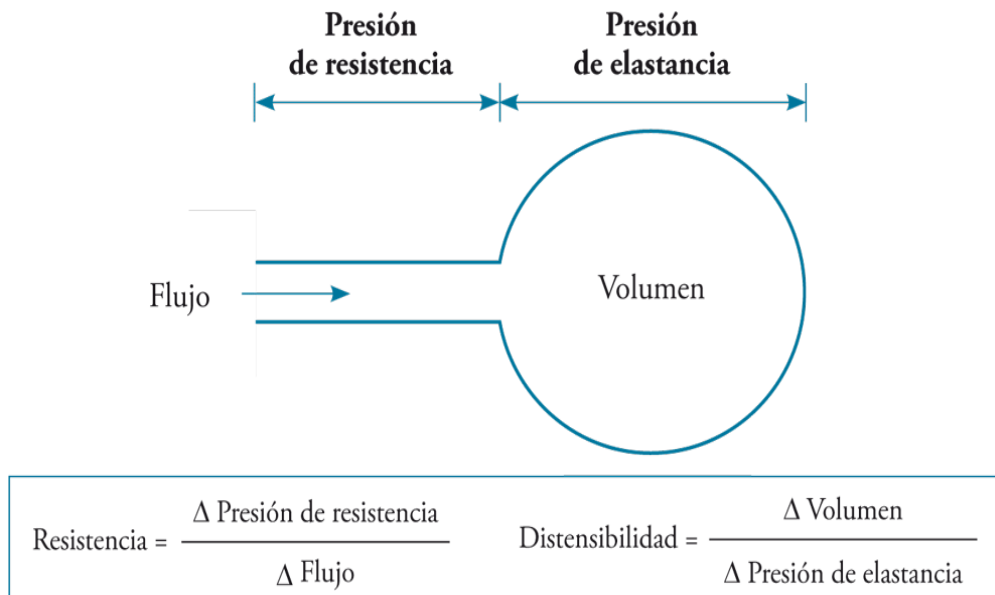 Presión
de resistencia
Presión
de elastancia
Flujo
Volumen
Resistencia = Δ Presión de resistencia
Δ Flujo
Distensibilidad = Δ Volumen
Δ Presión de elastancia